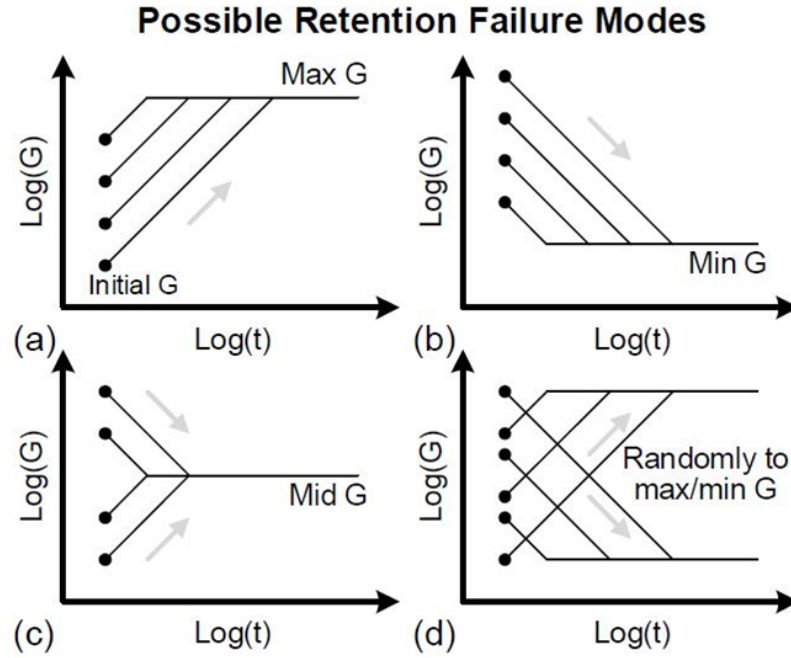 Possible Retention Failure Modes
Log(G)
Max G
Initial G
(a)
Log(t)
Log(G)
Min G
(b)
Log(t)
Log(G)
Mid G
(c)
Log(t)
Log(G)
Randomly to
max/min G
(d)
Log(t)